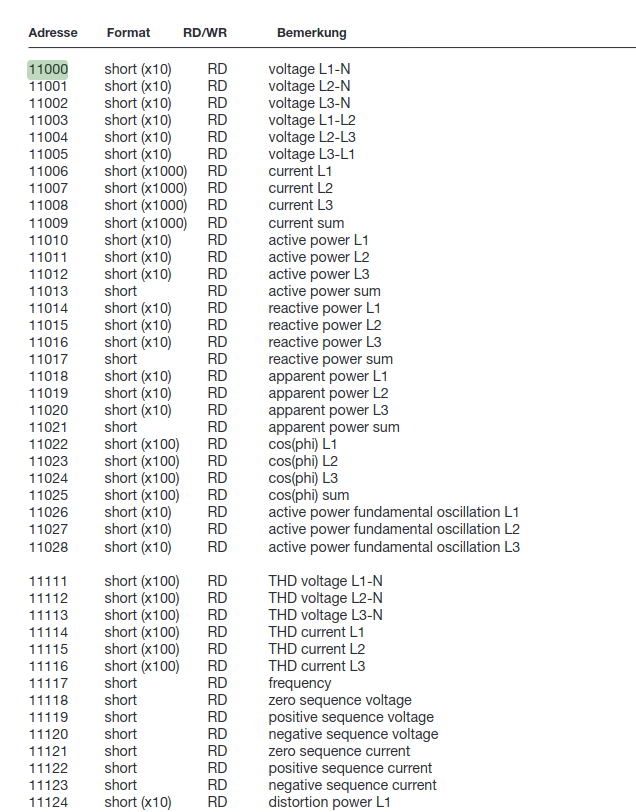 Adresse Format RD/WR Bemerkung
11000 short (x10) RD voltage L1-N
11001 short (x10) RD voltage L2-N
11002 short (x10) RD voltage L3-N
11003 short (x10) RD voltage L1-L2
11004 short (x10) RD voltage L2-L3
11005 short (x10) RD voltage L3-L1
11006 short (x1000) RD current L1
11007 short (x1000) RD current L2
11008 short (x1000) RD current L3
11009 short (x1000) RD current sum
11010 short (x10) RD active power L1
11011 short (x10) RD active power L2
11012 short (x10) RD active power L3
11013 short RD active power sum
11014 short (x10) RD reactive power L1
11015 short (x10) RD reactive power L2
11016 short (x10) RD reactive power L3
11017 short RD reactive power sum
11018 short (x10) RD apparent power L1
11019 short (x10) RD apparent power L2
11020 short (x10) RD apparent power L3
11021 short RD apparent power sum
11022 short (x100) RD cos(phi) L1
11023 short (x100) RD cos(phi) L2
11024 short (x100) RD cos(phi) L3
11025 short (x100) RD cos(phi) sum
11026 short (x10) RD active power fundamental oscillation L1
11027 short (x10) RD active power fundamental oscillation L2
11028 short (x10) RD active power fundamental oscillation L3
11111 short (x100) RD THD voltage L1-N
11112 short (x100) RD THD voltage L2-N
11113 short (x100) RD THD voltage L3-N
11114 short (x100) RD THD current L1
11115 short (x100) RD THD current L2
11116 short (x100) RD THD current L3
11117 short RD frequency
11118 short RD zero sequence voltage
11119 short RD positive sequence voltage
11120 short RD negative sequence voltage
11121 short RD zero sequence current
11122 short RD positive sequence current
11123 short RD negative sequence current
11124 short (x10) RD distortion power L1